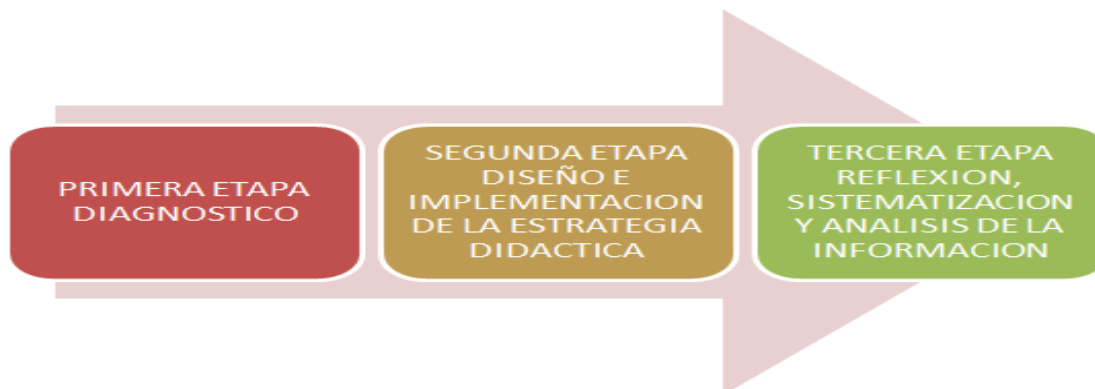 PRIMERA ETAPA
DIAGNOSTICO
SEGUNDA ETAPA
DISEÑO E
IMPLEMENTACION
DE LA ESTRATEGIA
DIDACTICA
TERCERA ETAPA
REFLEXION,
SISTEMATIZACION
Y ANALISIS DE LA
INFORMACION